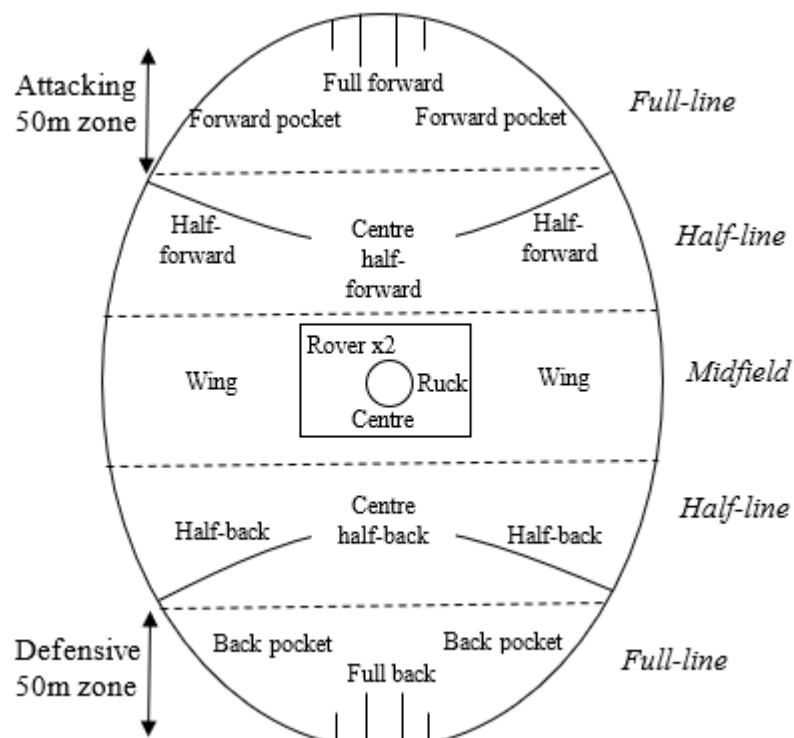 Attacking
50m zone
Full forward
Forward pocket
Forward pocket
Full-line
Half-
forward
Centre
half-
forward
Half-
forward
Half-line
Wing
Rover x2
Ruck
Centre
Wing
Midfield
Half-back
Centre
half-back
Half-back
Half-line
Defensive
50m zone
Back pocket
Back pocket
Full back
Full-line